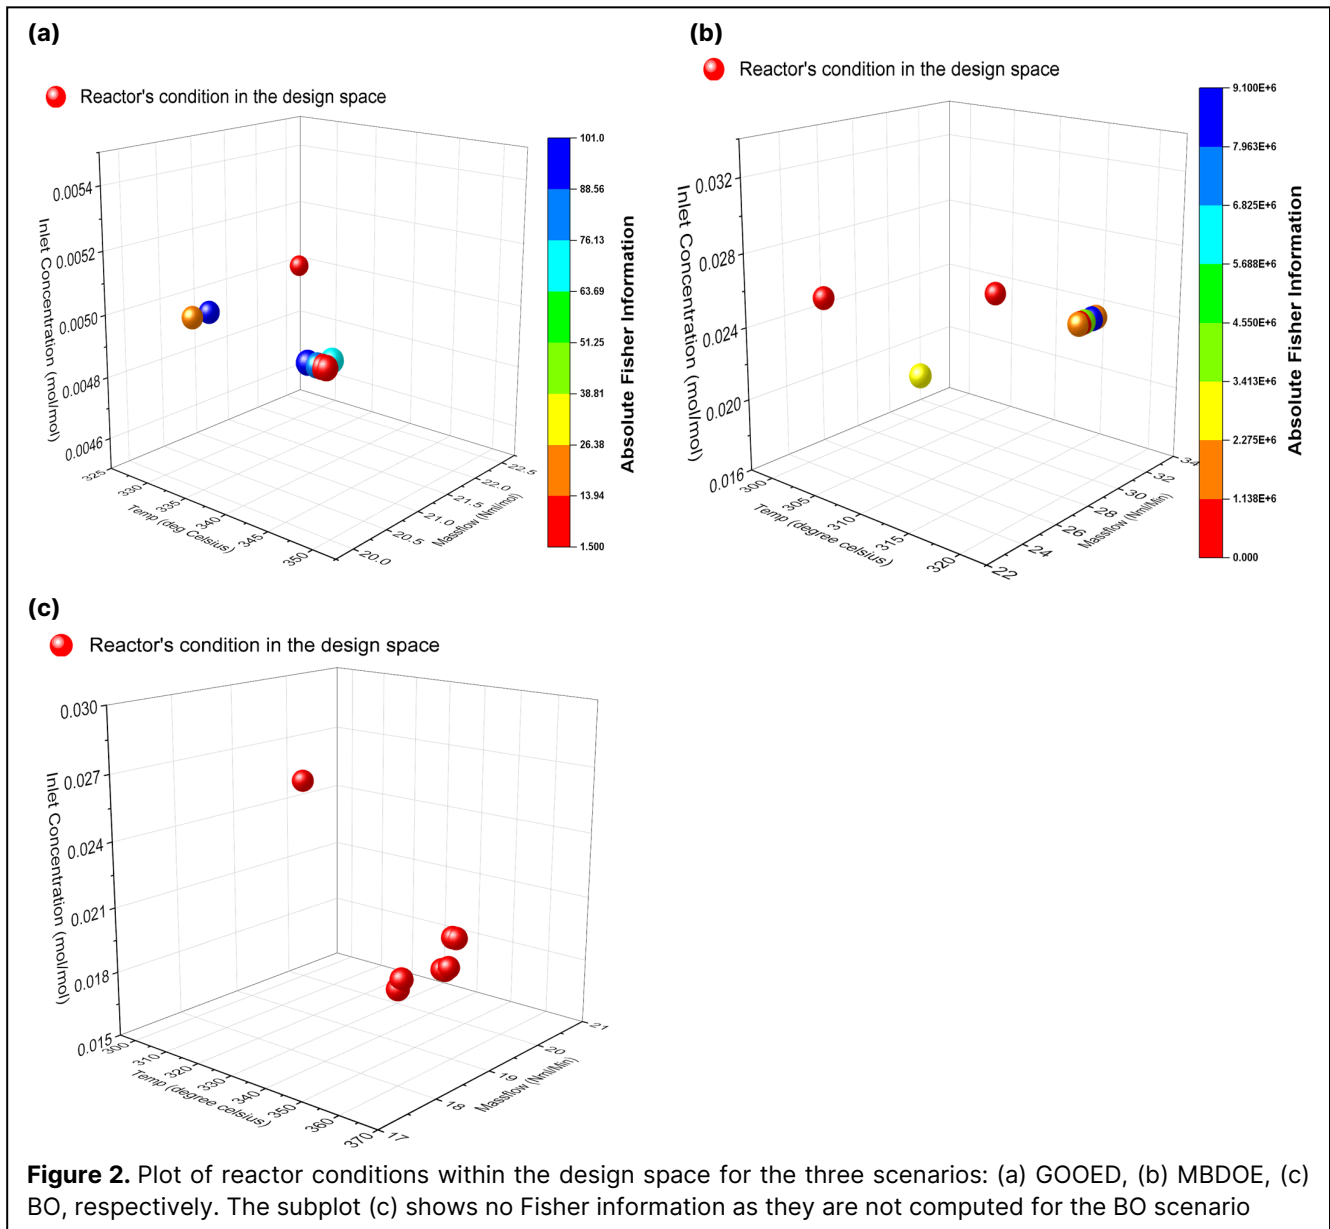 (a)
Reactor's condition in the design space
0.0054
0.0052
0.0050
0.0048
0.0046
Inlet Concentration (mol/mol)
325
330
335
340
345
350
Temp (deg Celsius)
20.0
20.5
21.0
21.5
22.0
22.5
Massflow (Nml/mol)
101.0
88.56
76.13
63.69
51.25
38.81
26.38
13.94
1.500
Absolute Fisher Information
(b)
Reactor's condition in the design space
0.032
0.028
0.024
0.020
0.016
Inlet Concentration (mol/mol)
300
305
310
315
320
Temp (degree celsius)
22
24
26
28
30
32
34
Massflow (Nml/Min)
9.100E+6
7.963E+6
6.825E+6
5.688E+6
4.550E+6
3.413E+6
2.275E+6
1.138E+6
0.000
Absolute Fisher Information
(c)
Reactor's condition in the design space
0.030
0.027
0.024
0.021
0.018
0.015
Inlet Concentration (mol/mol)
300
310
320
330
340
350
360
370
Temp (degree celsius)
17
18
19
20
21
Massflow (Nml/Min)
Figure 2. Plot of reactor conditions within the design space for the three scenarios: (a) GOOED, (b) MBDOE, (c)
BO, respectively. The subplot (c) shows no Fisher information as they are not computed for the BO scenario